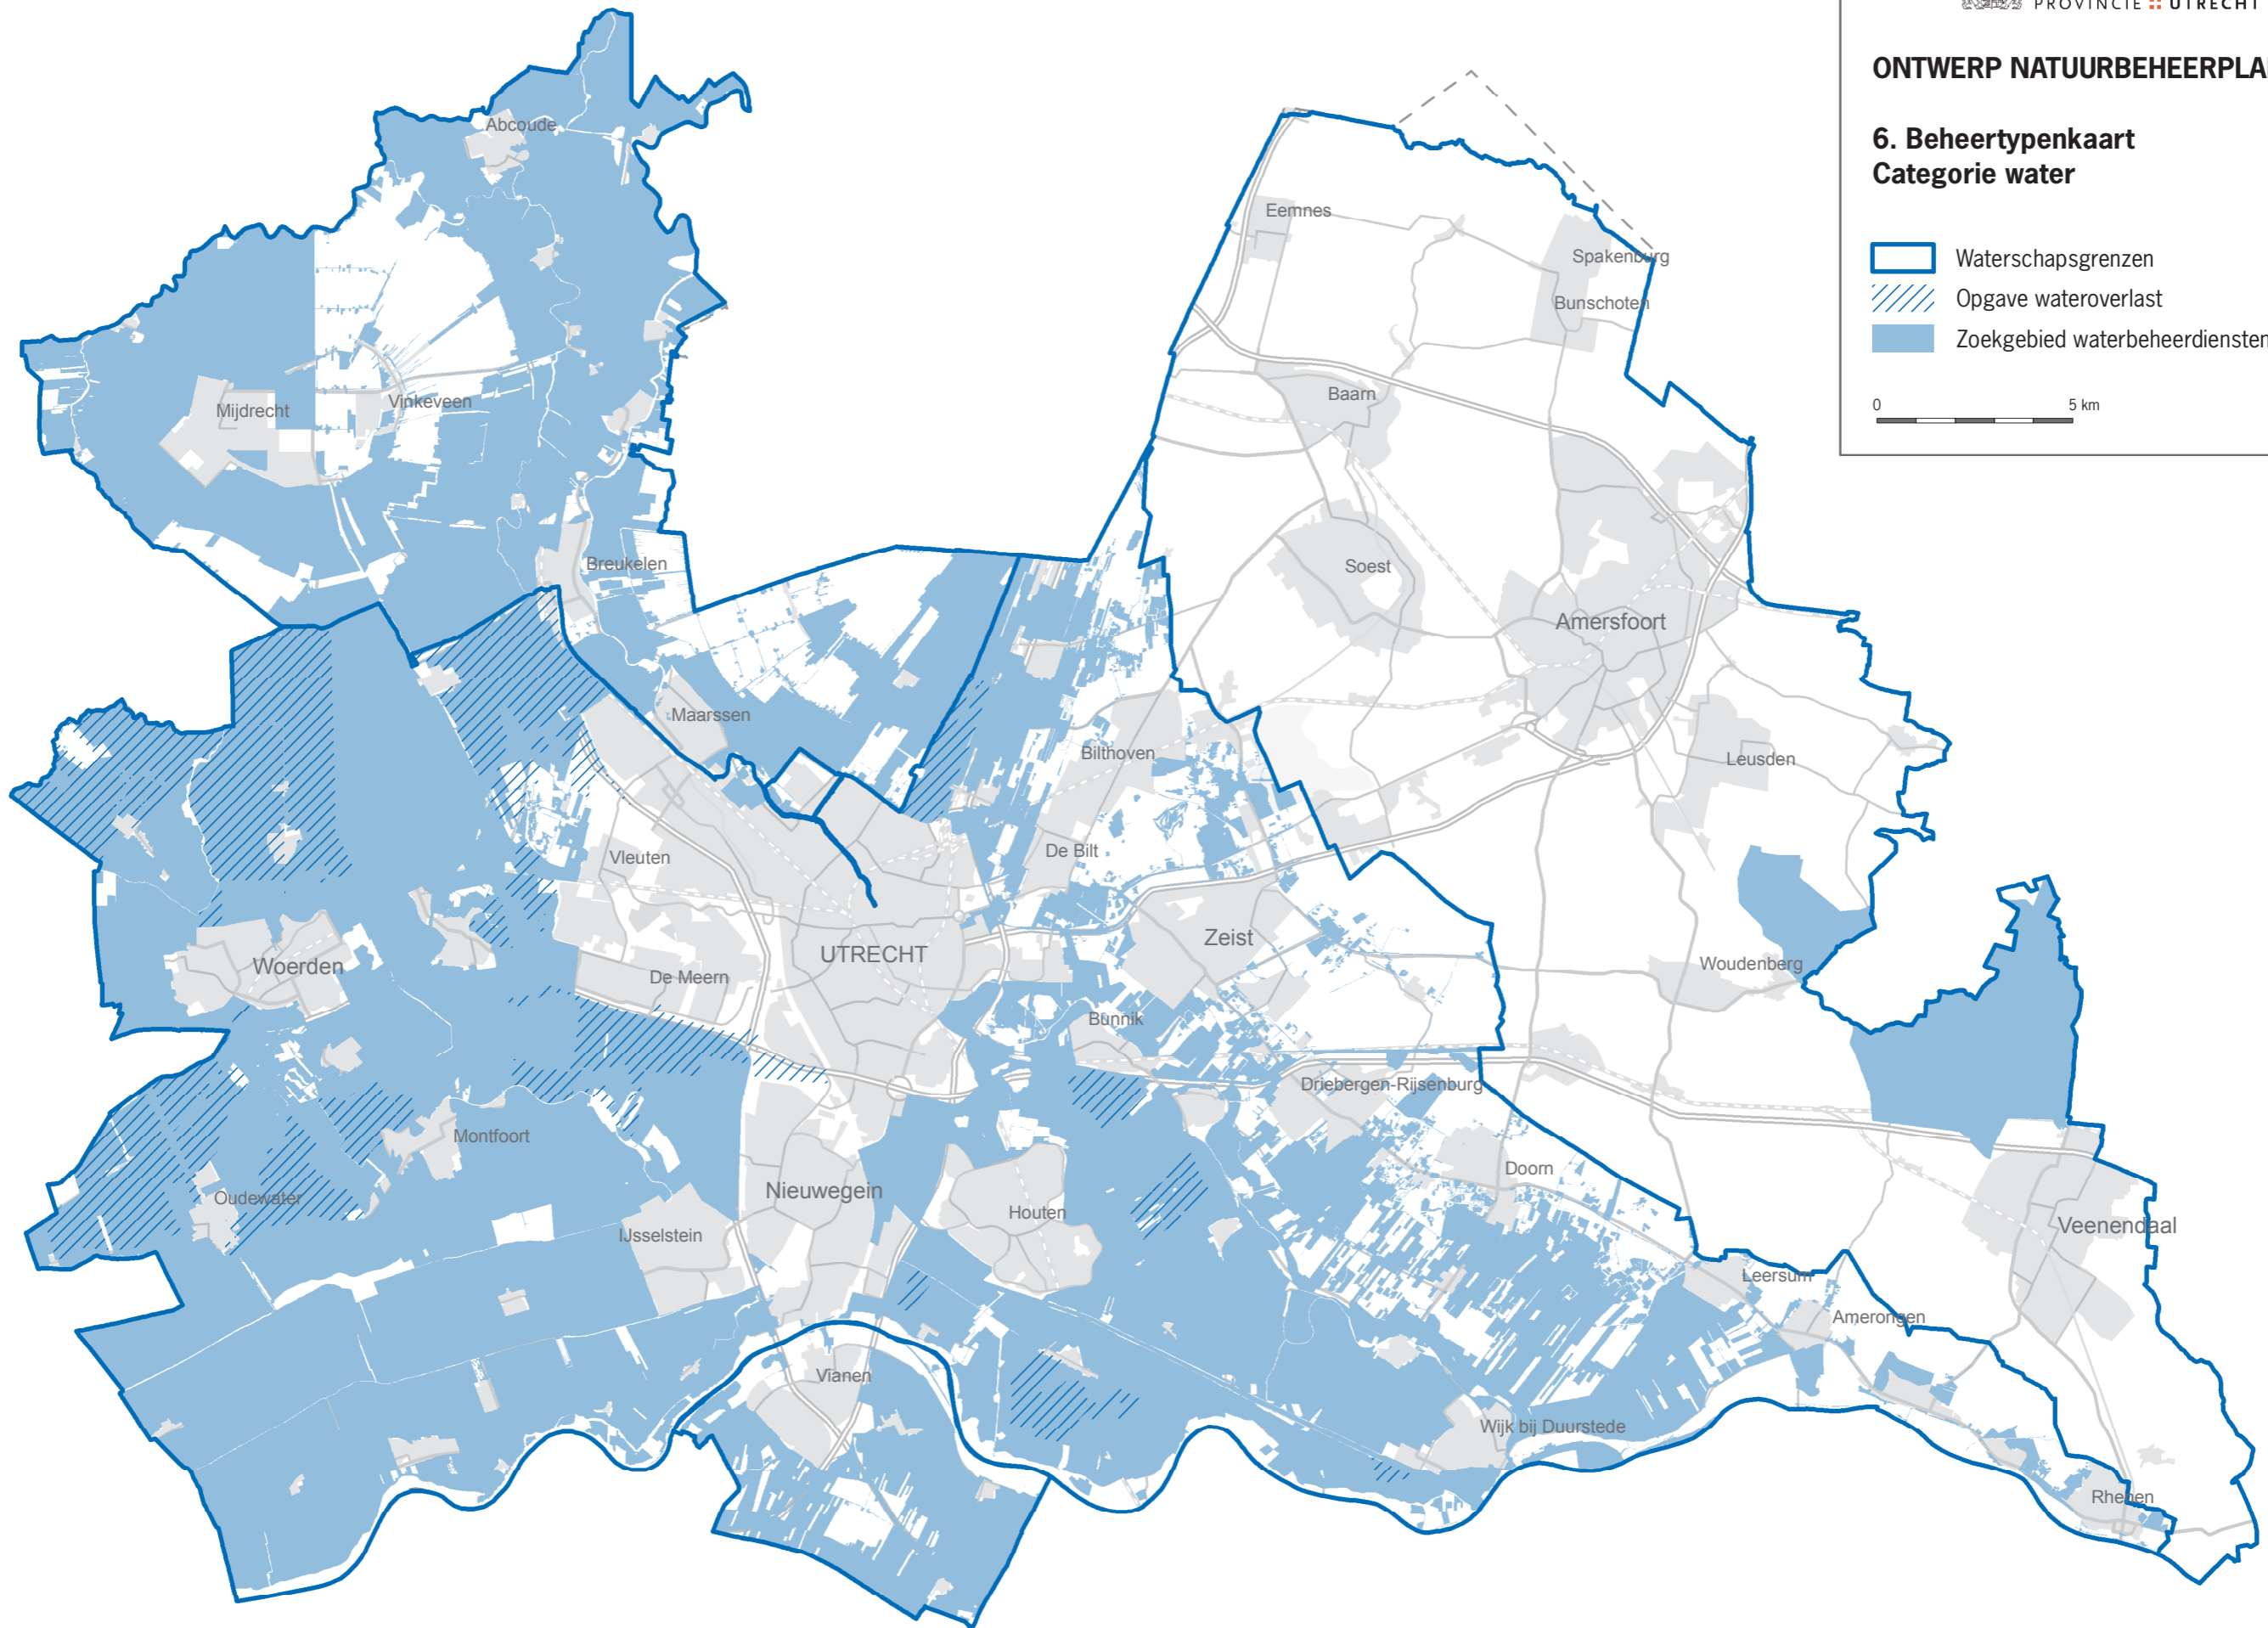 PROVINCIE :: UTRECHT
ONTWERP NATUURBEHEERPLA
6. Beheertypenkaart
Categorie water
Waterschapsgrenzen
Opgave wateroverlast
Zoekgebied waterbeheerdiensten
0 5 km
Abcoude
Eemnes
Spakenburg
Bunschoten
Mijdrecht
Vinkeveen
Baarn
Breukelen
Soest
Amersfoort
Maarssen
Bilthoven
Leusden
Vleuten
De Bilt
Woerden
De Meern
UTRECHT
Zeist
Woudenberg
Bunnik
Driebergen-Rijsenburg
Montfoort
Doorn
Oudewater
Nieuwegein
Houten
IJsselstein
Veenendaal
Leersum
Amerongen
Vianen
Wijk bij Duurstede
Rhenen